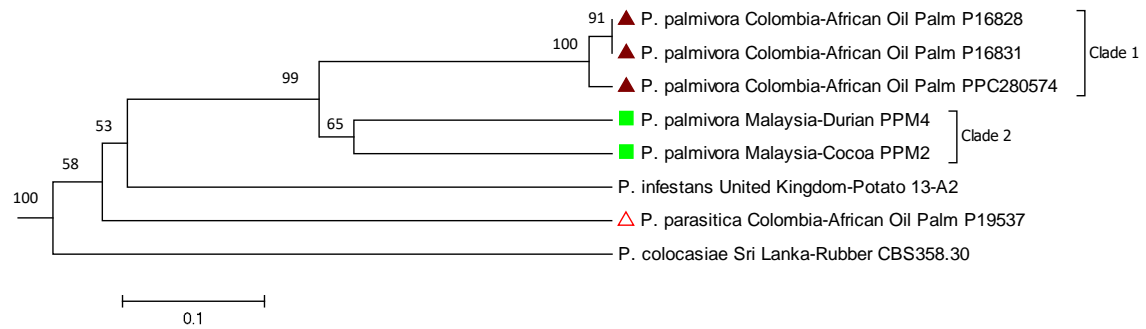 91
P. palmivora Colombia-African Oil Palm P16828
100
P. palmivora Colombia-African Oil Palm P16831
Clade 1
99
P. palmivora Colombia-African Oil Palm PPC280574
65
P. palmivora Malaysia-Durian PPM4
53
Clade 2
P. palmivora Malaysia-Cocoa PPM2
58
P. infestans United Kingdom-Potato 13-A2
100
P. parasitica Colombia-African Oil Palm P19537
P. colocasiae Sri Lanka-Rubber CBS358.30
0.1